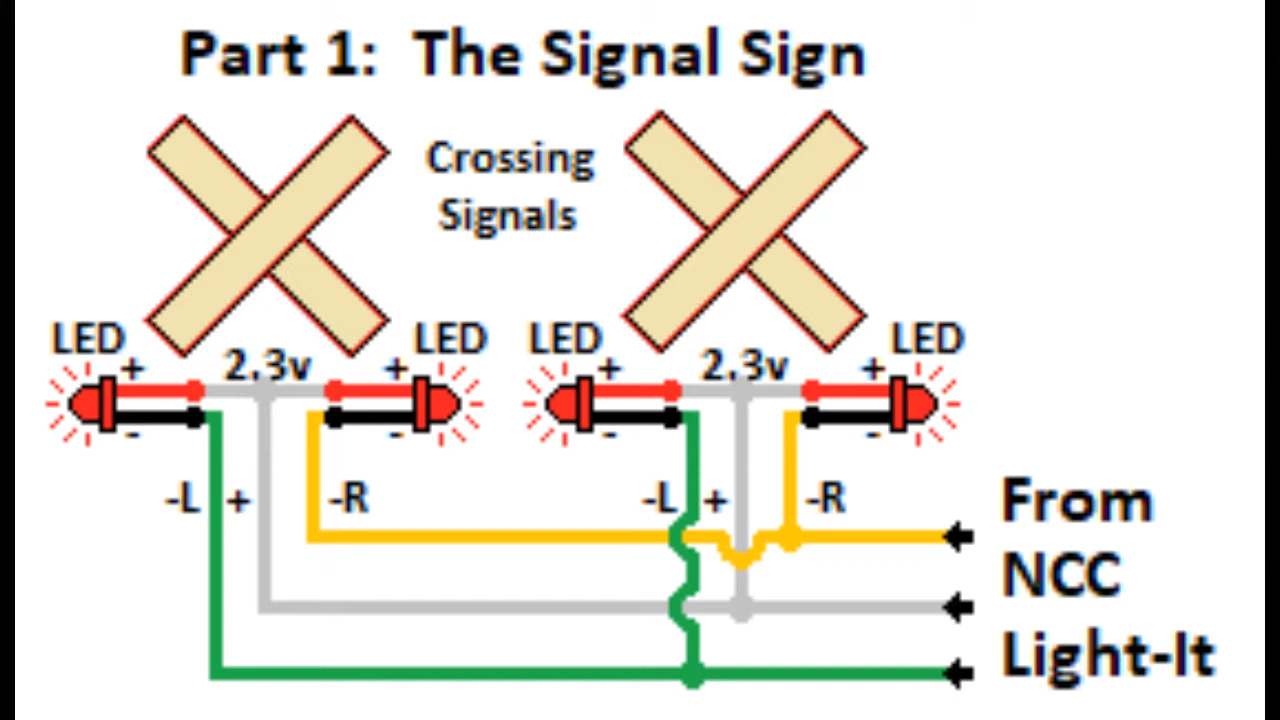 Part 1: The Signal Sign
Crossing
Signals
LED
LED
LED
LED
+
2.3v
+
+
2.3v
+
-
-
-
-
-L
+
-R
-L
+
-R
From
NCC
Light-It